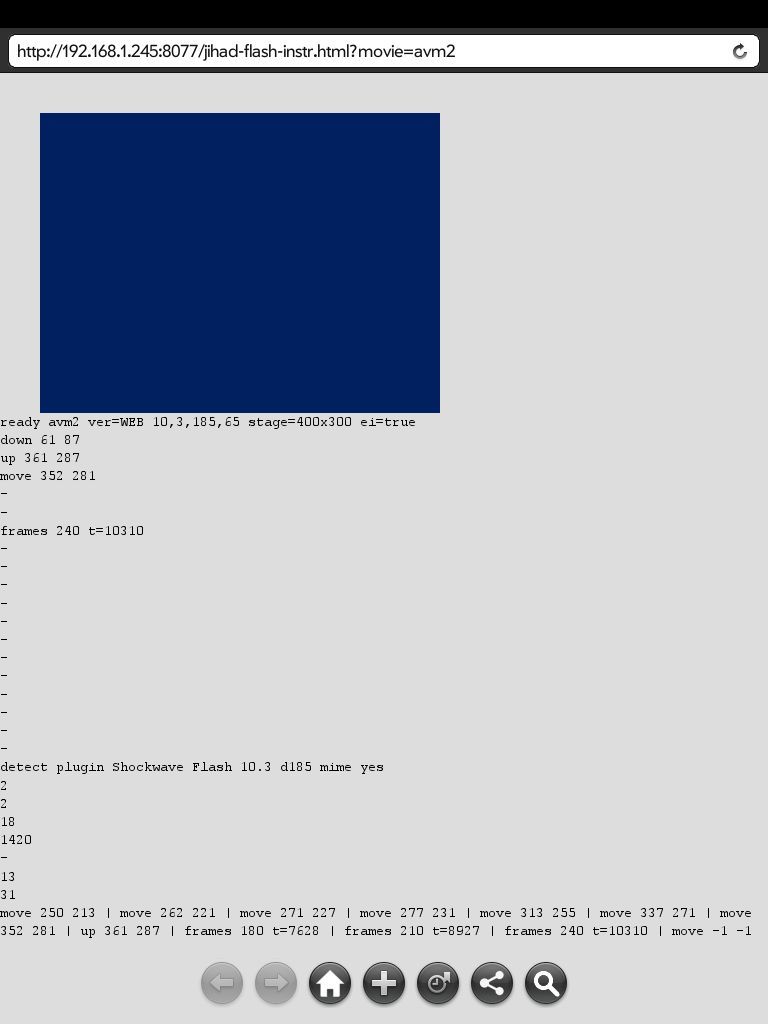 http://192.168.1.245:8077/jihad-flash-instr.html?movie=avm2
ready avm2 ver=WEB 10,3,185,65 stage=400x300 ei=true
down 61 87
up 361 287
move 352 281
-
-
frames 240 t=10310
-
-
-
-
-
-
-
-
-
-
-
-
detect plugin Shockwave Flash 10.3 d185 mime yes
2
2
18
1420
-
13
31
move 250 213 | move 262 221 | move 271 227 | move 277 231 | move 313 255 | move 337 271 | move
352 281 | up 361 287 | frames 180 t=7628 | frames 210 t=8927 | frames 240 t=10310 | move -1 -1